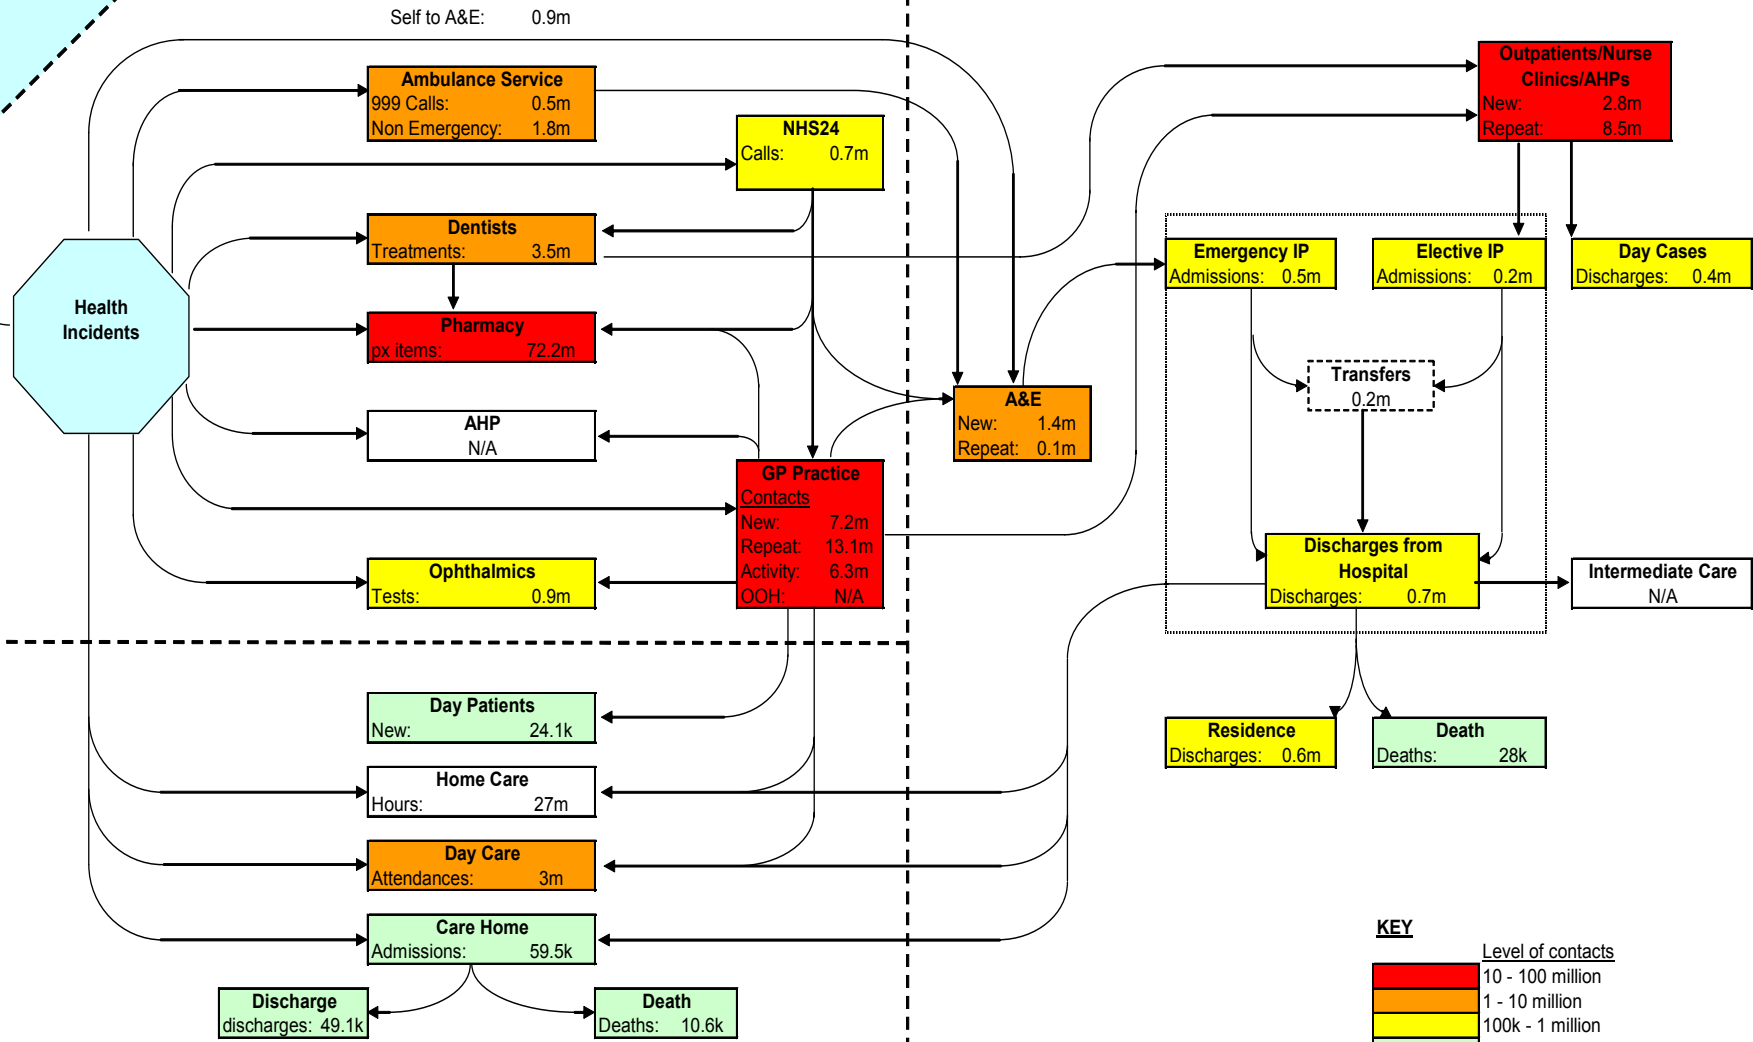 Self to A&E: 0.9m
Ambulance Service
999 Calls: 0.5m
Non Emergency: 1.8m
NHS24
Calls: 0.7m
Dentists
Treatments: 3.5m
Health
Incidents
Pharmacy
px items: 72.2m
AHP
N/A
GP Practice
Contacts
New: 7.2m
Repeat: 13.1m
Activity: 6.3m
OOH: N/A
Ophthalmics
Tests: 0.9m
A&E
New: 1.4m
Repeat: 0.1m
Outpatients/Nurse
Clinics/AHPs
New: 2.8m
Repeat: 8.5m
Emergency IP
Admissions: 0.5m
Elective IP
Admissions: 0.2m
Day Cases
Discharges: 0.4m
Transfers
0.2m
Discharges from
Hospital
Discharges: 0.7m
Intermediate Care
N/A
Residence
Discharges: 0.6m
Death
Deaths: 28k
Day Patients
New: 24.1k
Home Care
Hours: 27m
Day Care
Attendances: 3m
Care Home
Admissions: 59.5k
Discharge
discharges: 49.1k
Death
Deaths: 10.6k
KEY
Level of contacts
10 - 100 million
1 - 10 million
100k - 1 million